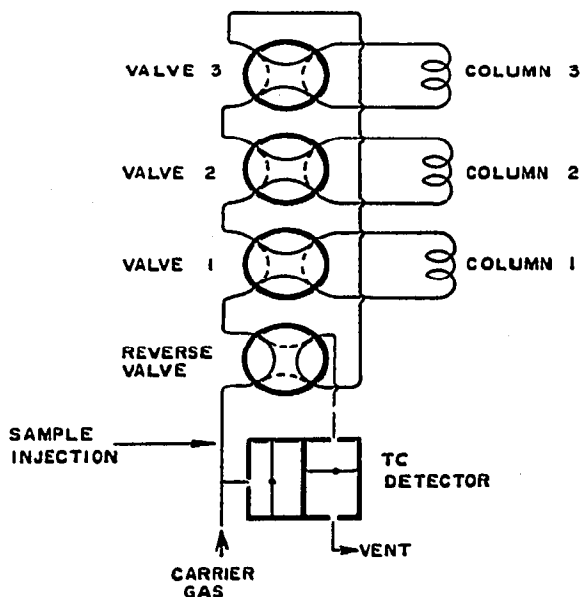 VALVE 3
COLUMN 3
VALVE 2
COLUMN 2
VALVE 1
COLUMN 1
REVERSE
VALVE
SAMPLE
INJECTION
TC
DETECTOR
VENT
CARRIER
GAS